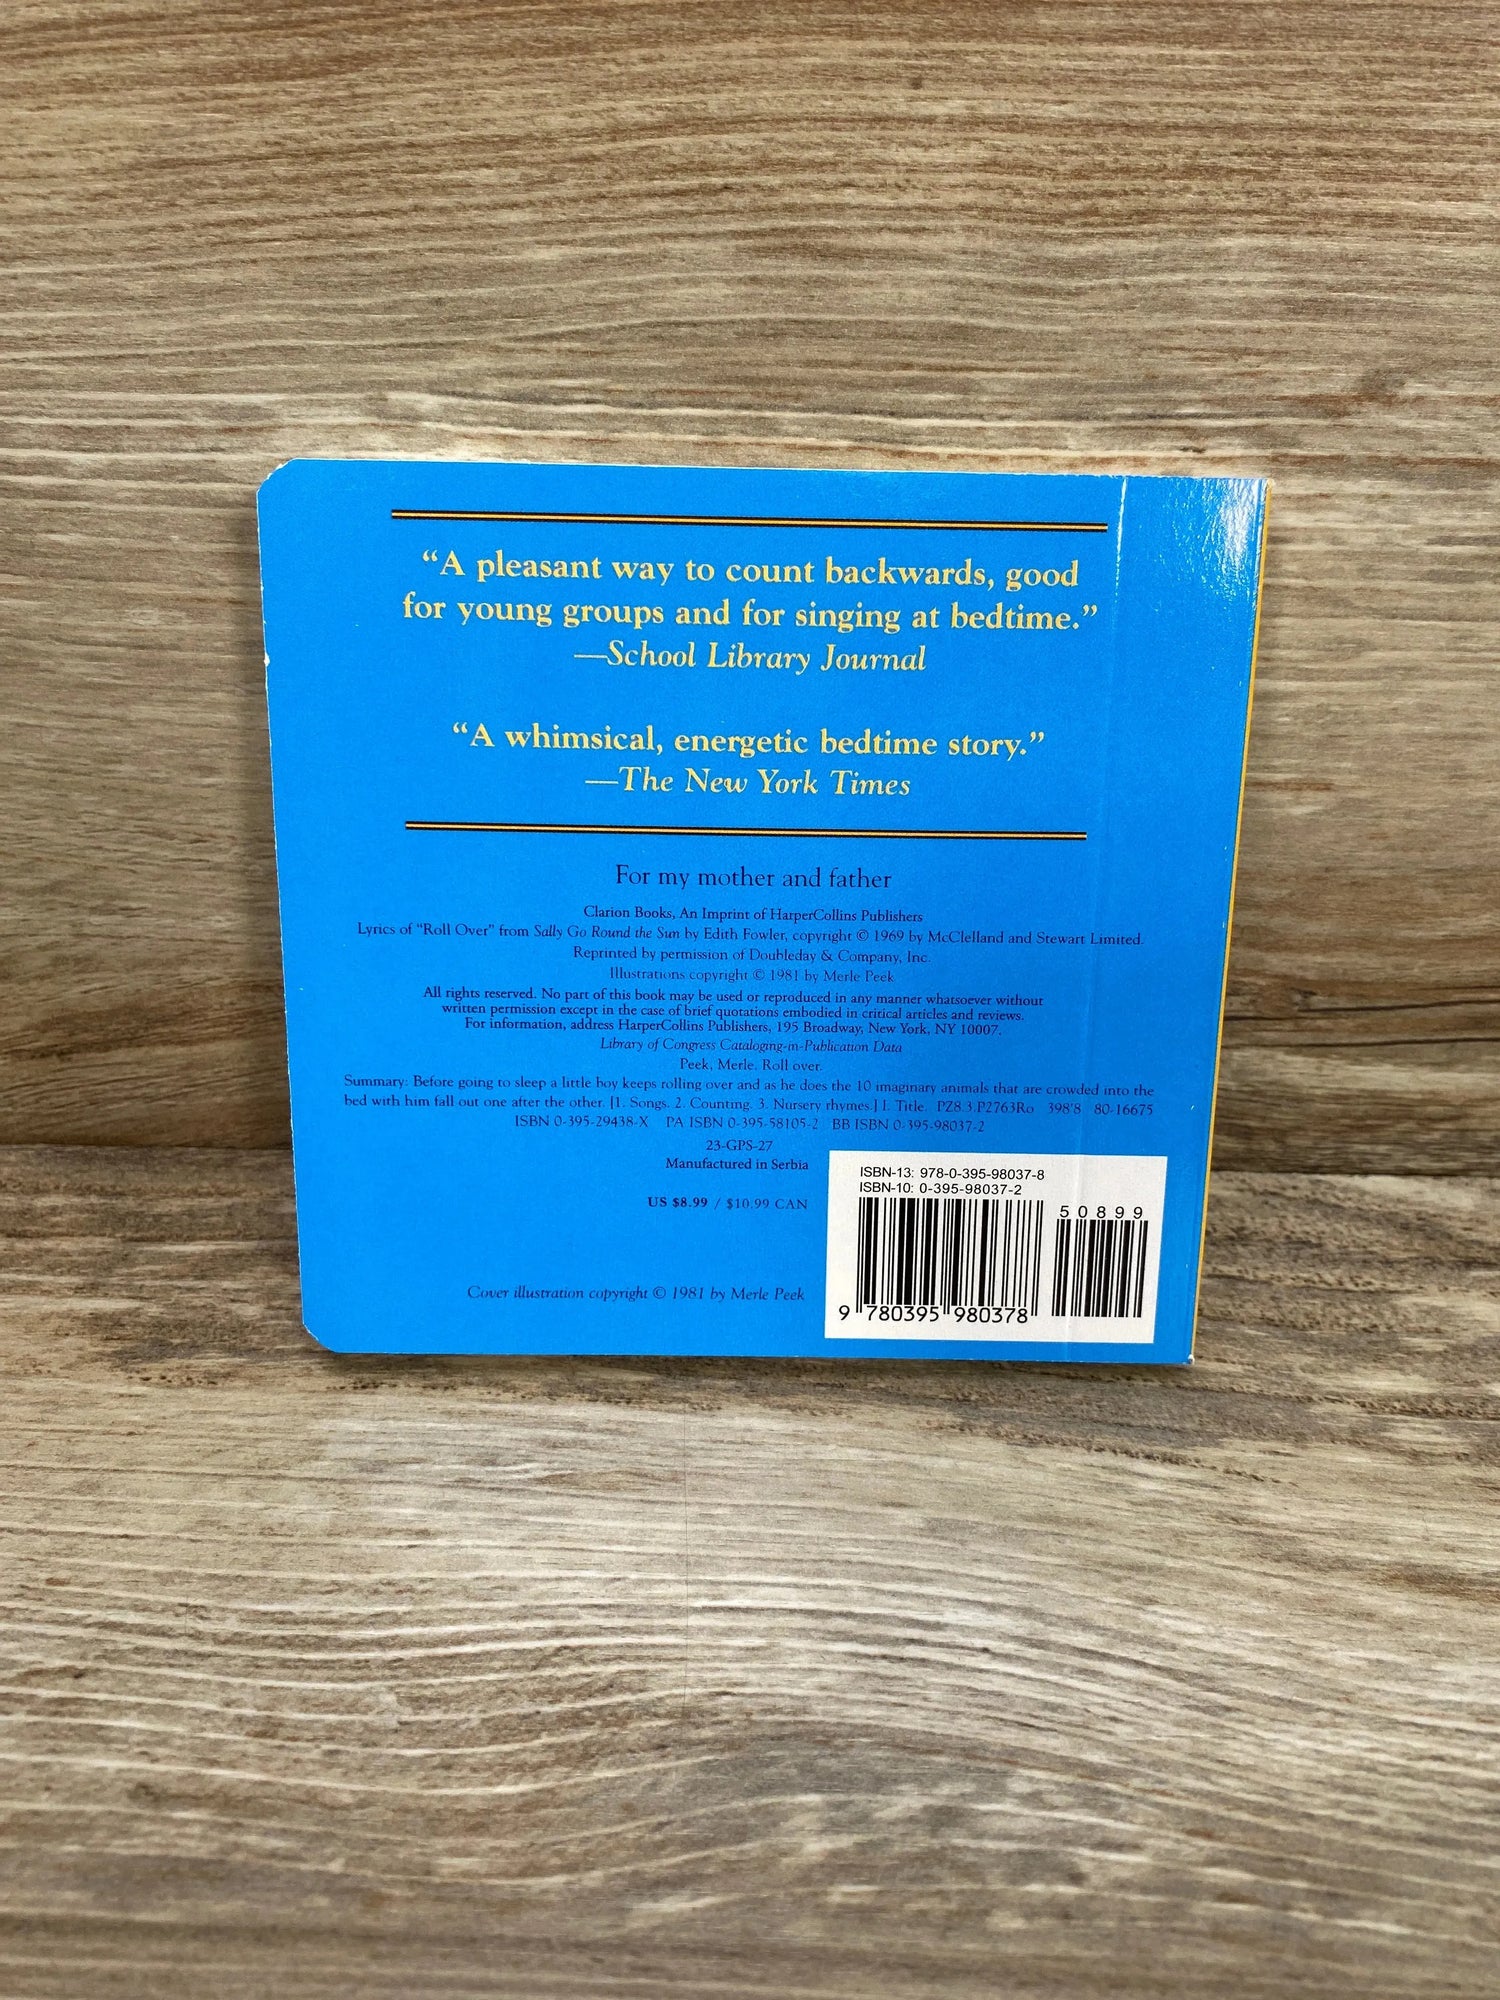 “A pleasant way to count backwards, good
for young groups and for singing at bedtime.”
—School Library Journal
“A whimsical, energetic bedtime story.”
—The New York Times
For my mother and father
Clarion Books, An Imprint of HarperCollins Publishers
Lyrics of “Roll Over” from Sally Go Round the Sun by Edith Fowler, copyright © 1969 by McClelland and Stewart Limited.
Reprinted by permission of Doubleday & Company, Inc.
Illustrations copyright © 1981 by Merle Peek
All rights reserved. No part of this book may be used or reproduced in any manner whatsoever without
written permission except in the case of brief quotations embodied in critical articles and reviews.
For information, address HarperCollins Publishers, 195 Broadway, New York, NY 10007.
Library of Congress Cataloging-in-Publication Data
Peek, Merle. Roll over.
Summary: Before going to sleep a little boy keeps rolling over and as he does the 10 imaginary animals that are crowded into the
bed with him fall out one after the other. [1. Songs. 2. Counting. 3. Nursery rhymes.] I. Title. PZ8.3.P2763Ro 398'8 80-16675
ISBN 0-395-29438-X PA ISBN 0-395-58105-2 BB ISBN 0-395-98037-2
23-GPS-27
Manufactured in Serbia
US $8.99 / $10.99 CAN
Cover illustration copyright © 1981 by Merle Peek
ISBN-13: 978-0-395-98037-8
ISBN-10: 0-395-98037-2
50899
9 780395 980378